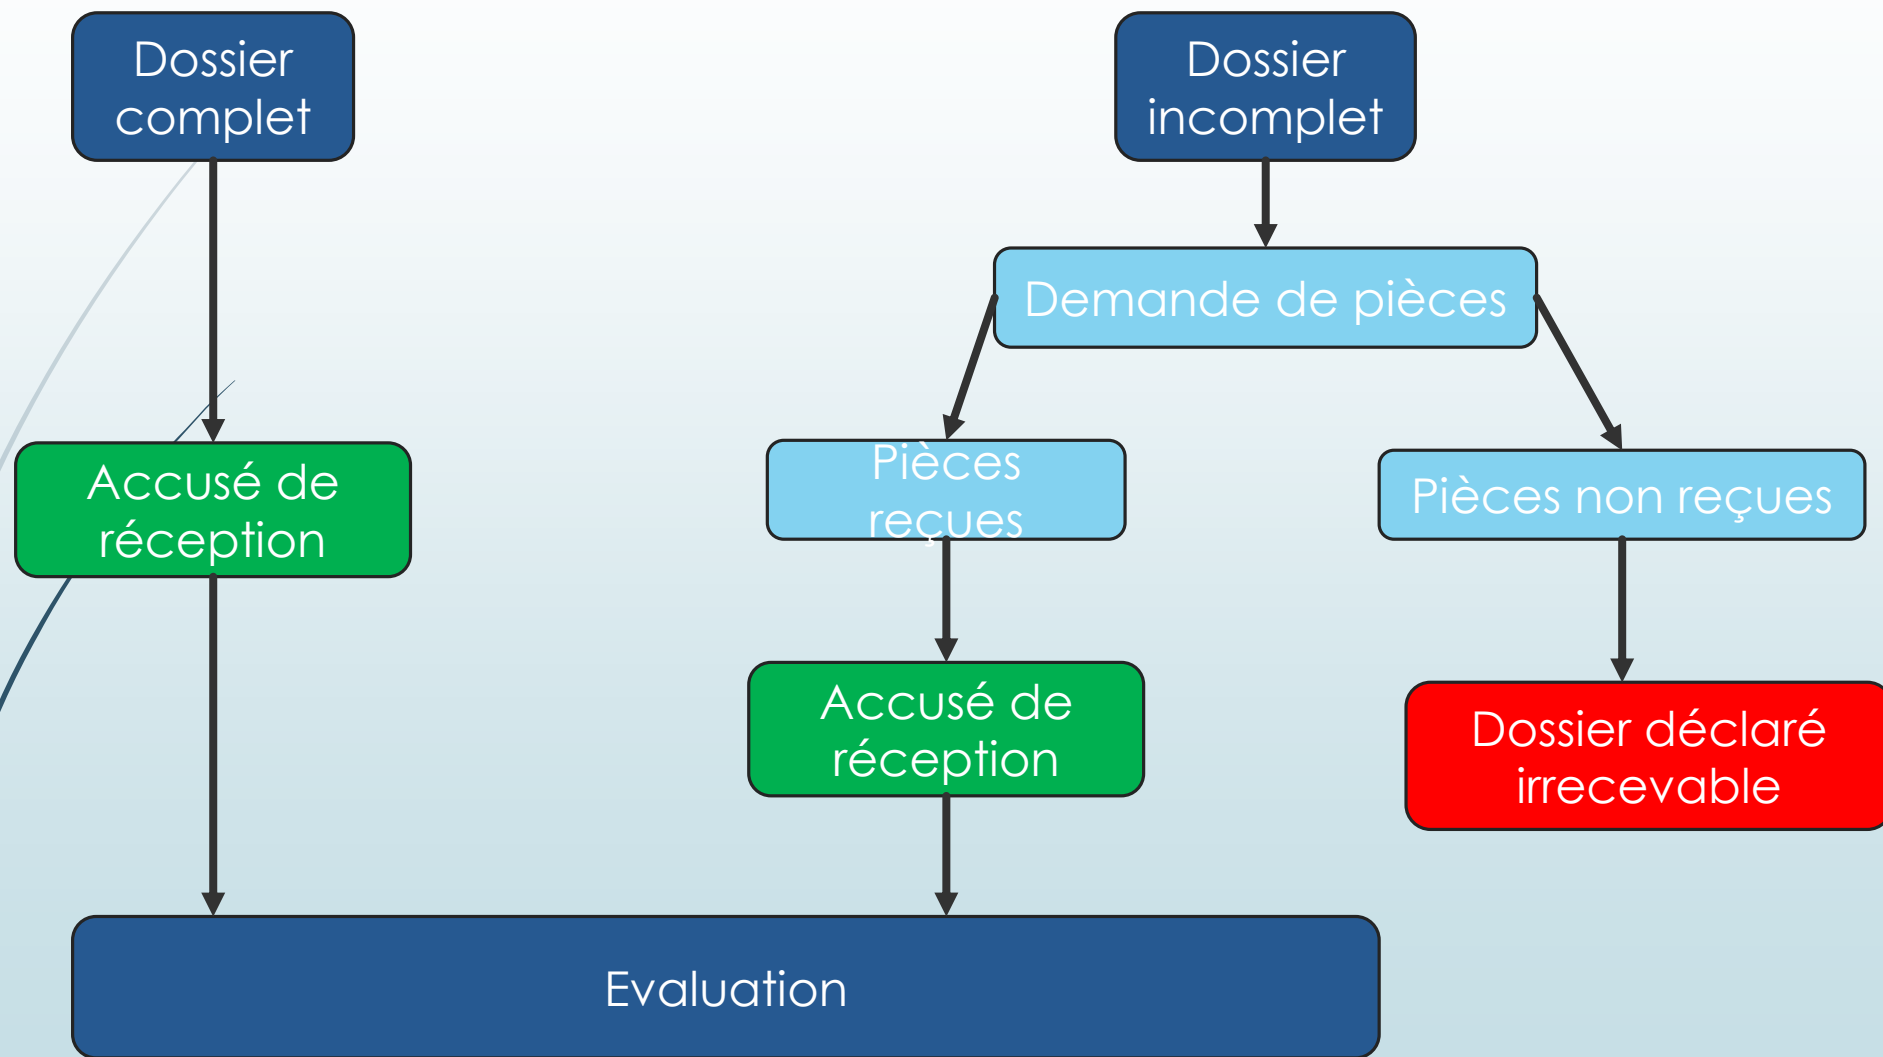 Dossier
complet
Dossier
incomplet
Demande de pièces
Accusé de
réception
Pièces
reçues
Pièces non reçues
Accusé de
réception
Dossier déclaré
irrecevable
Evaluation